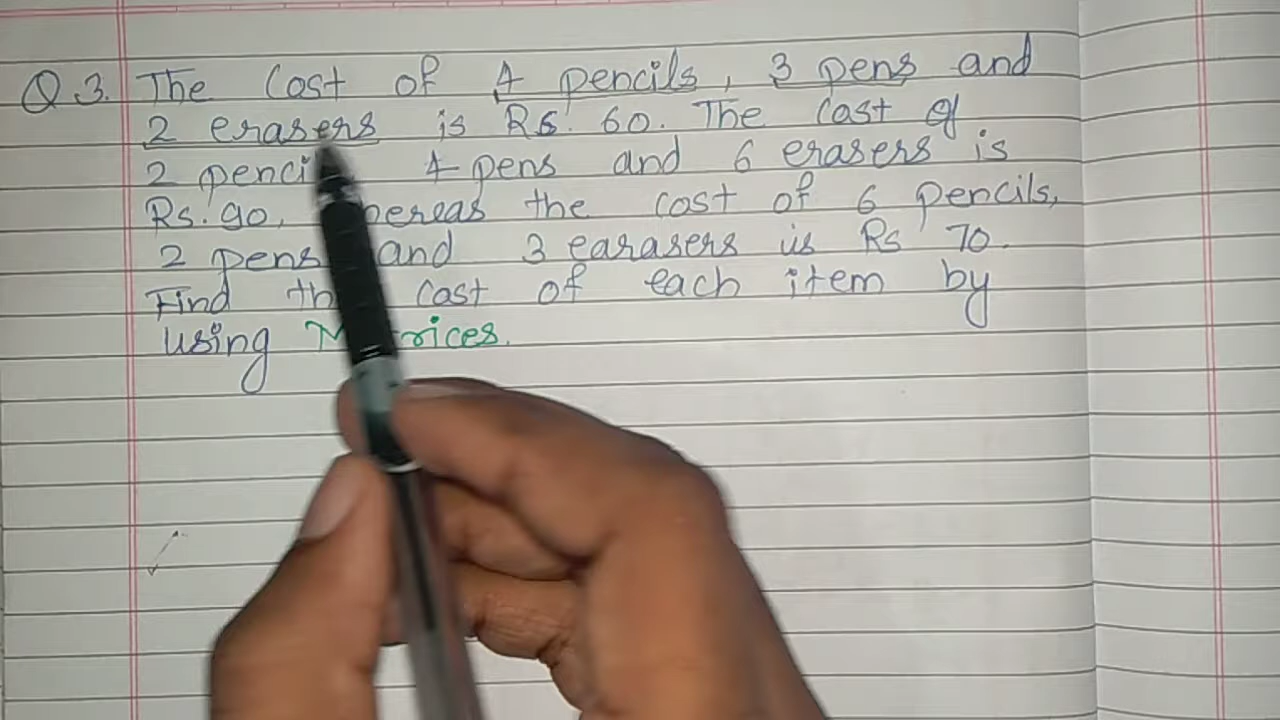 Q3. The Cost of 4 pencils, 3 pens and
2 erasers is Rs. 60. The Cost of
2 4 pens and 6 erasers is
Rs. 90, the cost of 6 pencils,
2 pens and 3 earasers is Rs 70.
Find cost of each item by
using